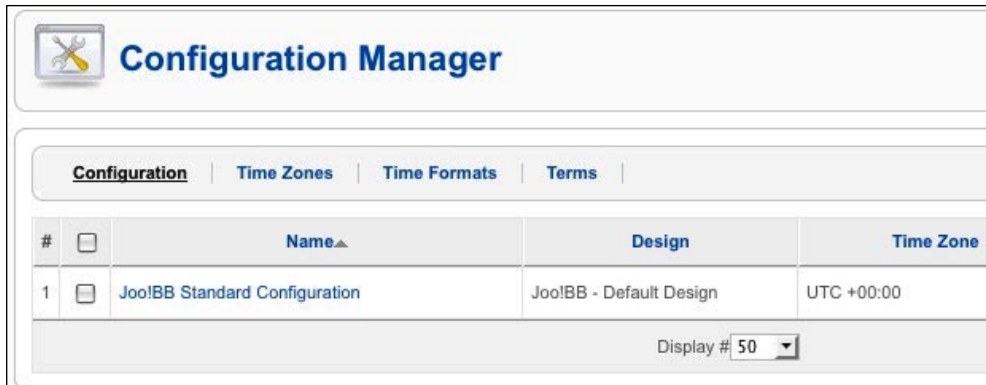 Configuration Manager
Configuration Time Zones Time Formats Terms
# Name Design Time Zone
1 Joo!BB Standard Configuration Joo!BB - Default Design UTC +00:00
Display # 50